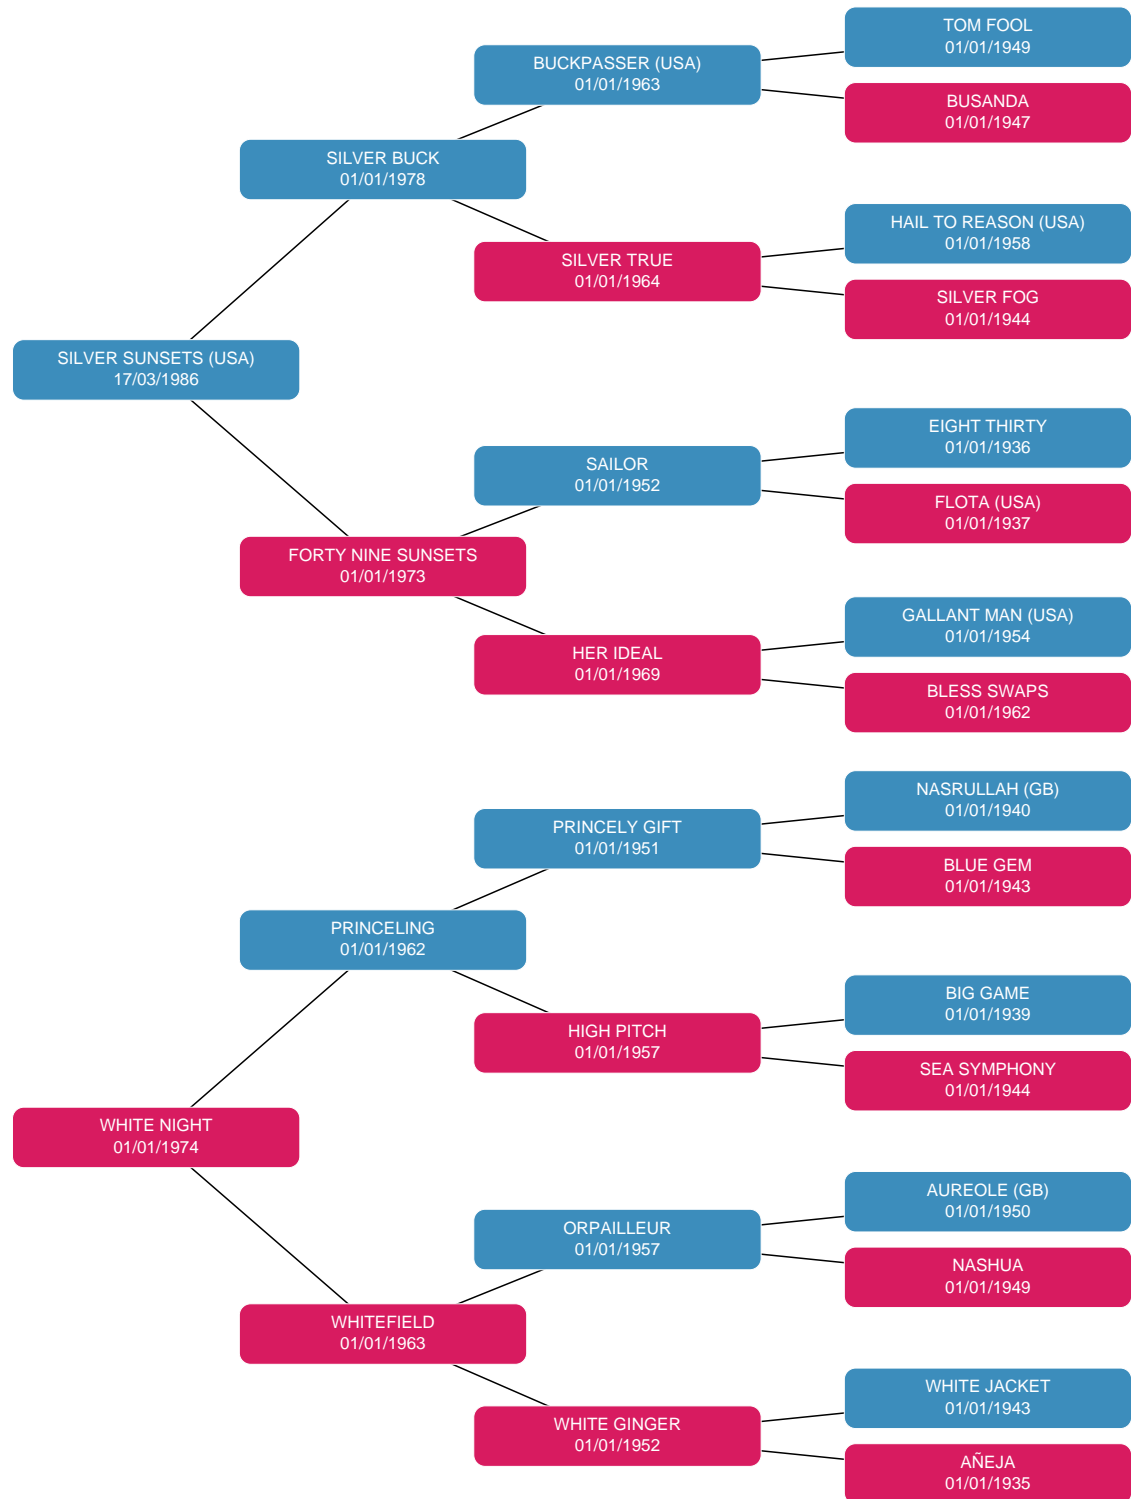 TOM FOOL
01/01/1949
BUCKPASSER (USA)
01/01/1963
BUSANDA
01/01/1947
SILVER BUCK
01/01/1978
HAIL TO REASON (USA)
01/01/1958
SILVER TRUE
01/01/1964
SILVER FOG
01/01/1944
SILVER SUNSETS (USA)
17/03/1986
EIGHT THIRTY
01/01/1936
SAILOR
01/01/1952
FLOTA (USA)
01/01/1937
FORTY NINE SUNSETS
01/01/1973
GALLANT MAN (USA)
01/01/1954
HER IDEAL
01/01/1969
BLESS SWAPS
01/01/1962
NASRULLAH (GB)
01/01/1940
PRINCELY GIFT
01/01/1951
BLUE GEM
01/01/1943
PRINCELING
01/01/1962
BIG GAME
01/01/1939
HIGH PITCH
01/01/1957
SEA SYMPHONY
01/01/1944
WHITE NIGHT
01/01/1974
AUREOLE (GB)
01/01/1950
ORPAILLEUR
01/01/1957
NASHUA
01/01/1949
WHITEFIELD
01/01/1963
WHITE JACKET
01/01/1943
WHITE GINGER
01/01/1952
AÑEJA
01/01/1935